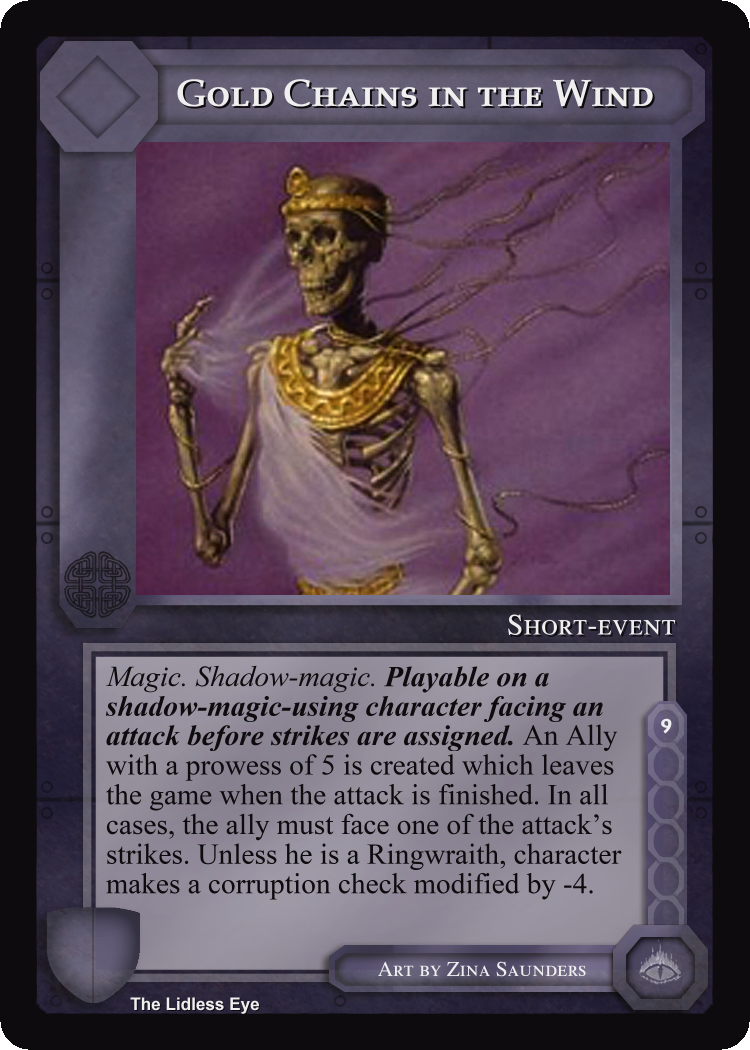 Gold Chains in the Wind
Short-event
Magic. Shadow-magic. Playable on a
shadow-magic-using character facing an
attack before strikes are assigned. An Ally
with a prowess of 5 is created which leaves
the game when the attack is finished. In all
cases, the ally must face one of the attack's
strikes. Unless he is a Ringwraith, character
makes a corruption check modified by -4.
9
Art by Zina Saunders
The Lidless Eye